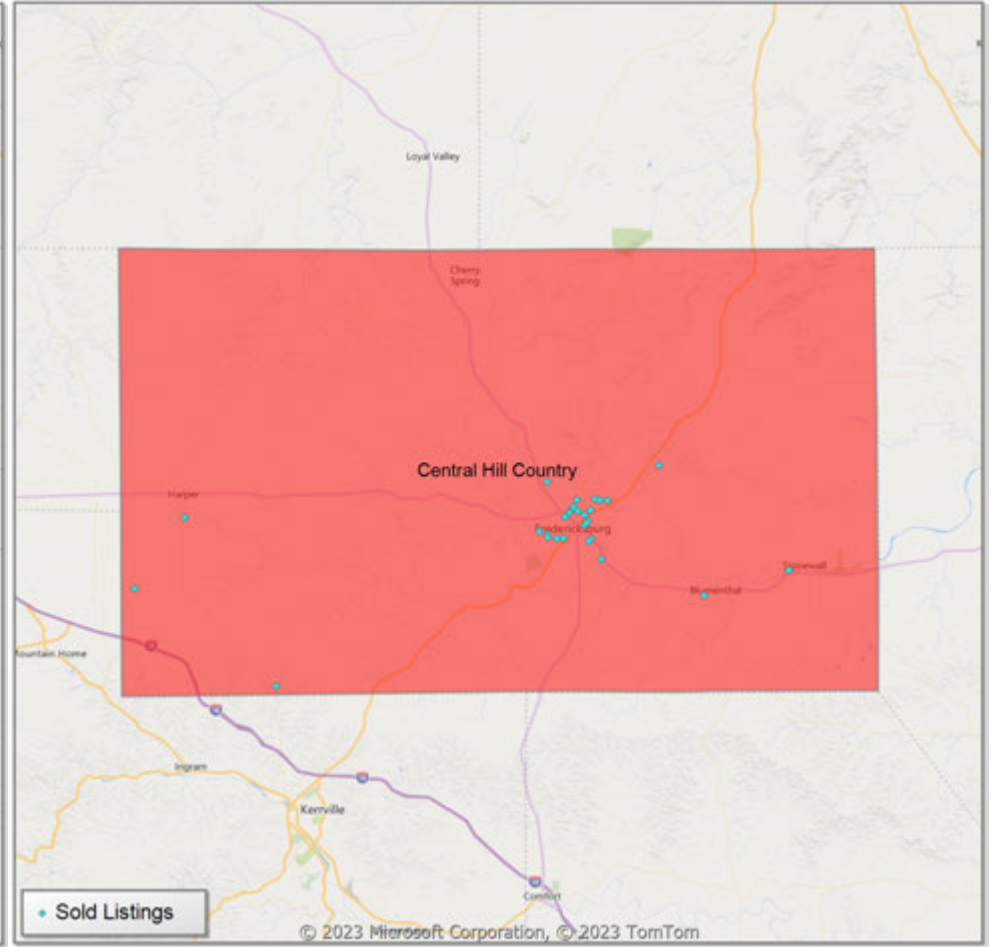 Loyal Valley
Cherry
Spring
Central Hill Country
Harper
Fredericksburg
Stonewall
Blumenthal
ountain Home
Ingram
Kerrville
Comfort
Sold Listings
© 2023 Microsoft Corporation, © 2023 TomTom